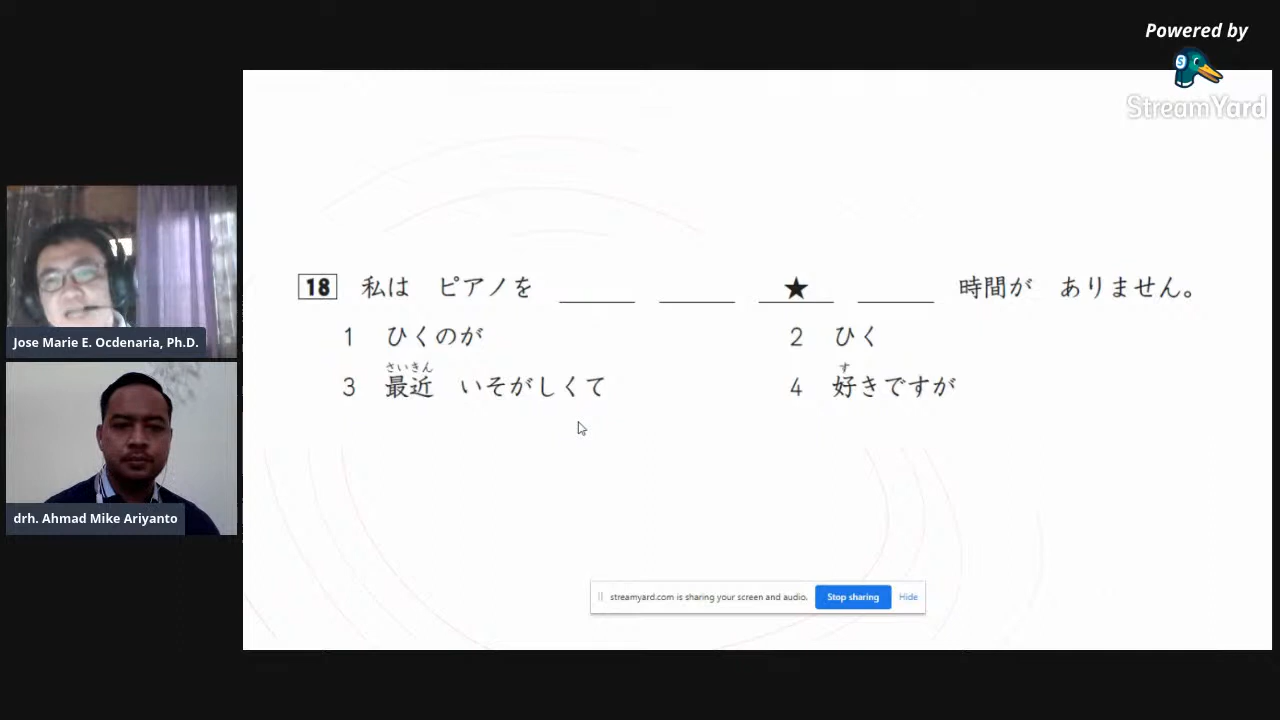 Powered by
StreamYard
18 私は ピアノを ★ 時間が ありません。
1 ひくのが 2 ひく
さいきん す
3 最近 いそがしくて 4 好きですが
Jose Marie E. Ocdenaria, Ph.D.
drh. Ahmad Mike Ariyanto
streamyard.com is sharing your screen and audio. Stop sharing Hide